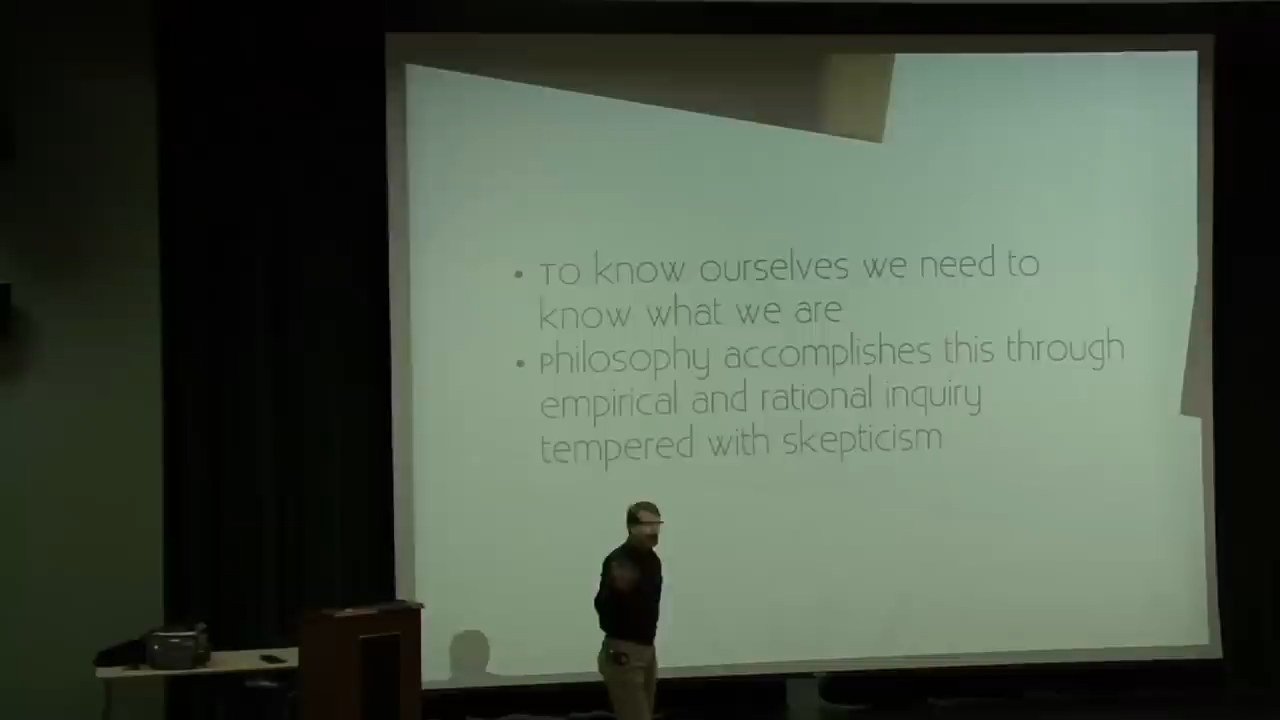 • To know ourselves we need to
know what we are
• Philosophy accomplishes this through
empirical and rational inquiry
tempered with skepticism